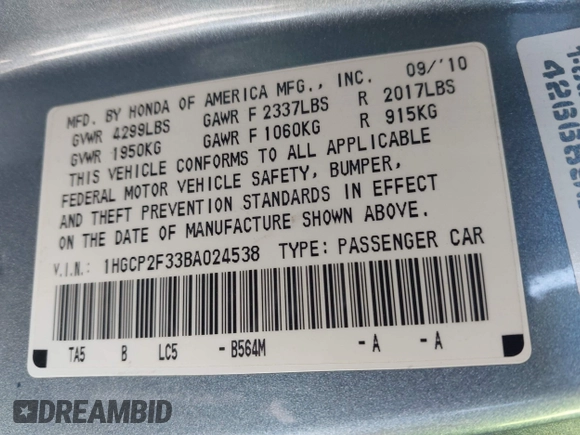 MFD. BY HONDA OF AMERICA MFG., INC. 09/'10
GVWR 4299LBS GAWR F 2337LBS R 2017LBS
GVWR 1950KG GAWR F 1060KG R 915KG
THIS VEHICLE CONFORMS TO ALL APPLICABLE
FEDERAL MOTOR VEHICLE SAFETY, BUMPER,
AND THEFT PREVENTION STANDARDS IN EFFECT
ON THE DATE OF MANUFACTURE SHOWN ABOVE.
V.I.N.: 1HGCP2F33BA024538 TYPE: PASSENGER CAR
TA5 B LC5 - B564M - A - A
DREAMBID